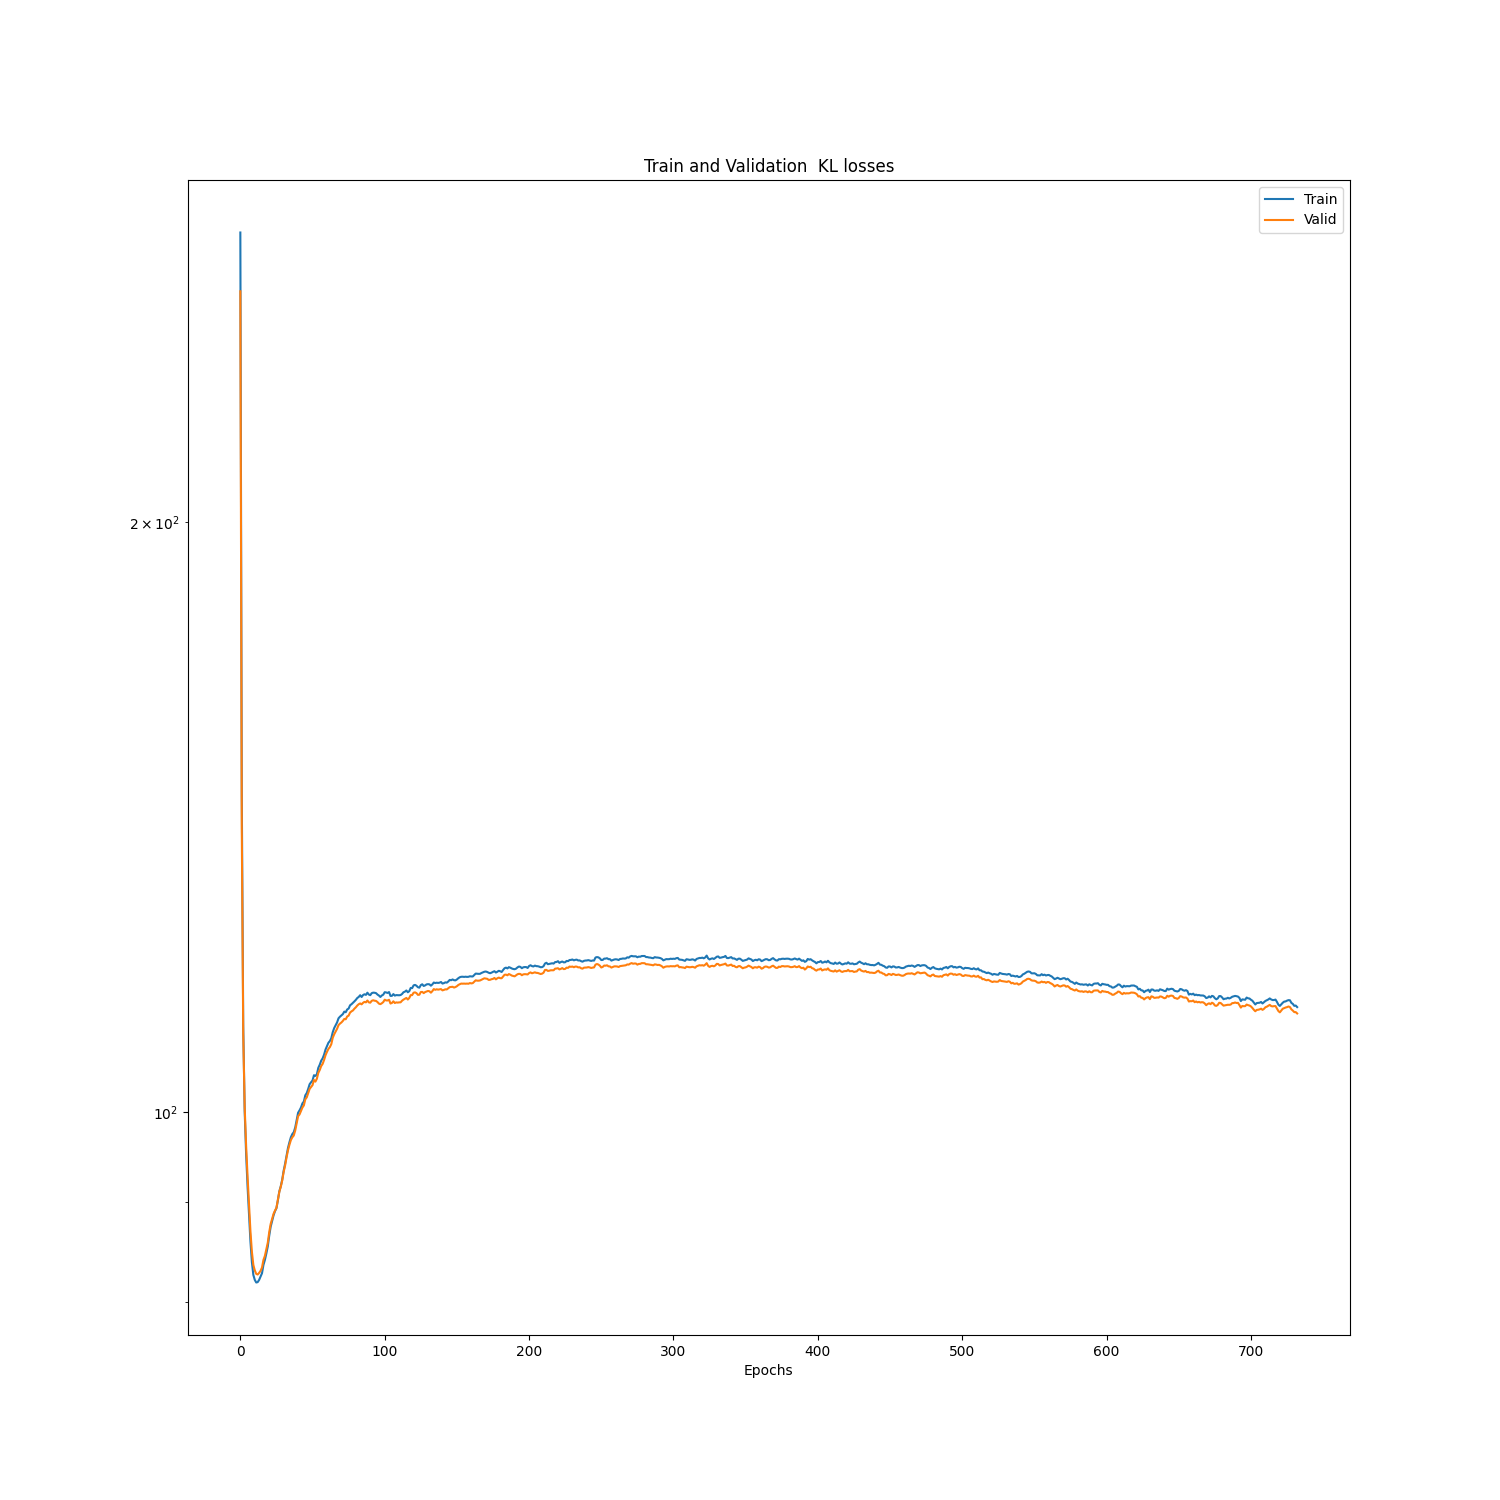 Train and Validation  KL losses
Train
Valid
2 × 10²
10²
0 100 200 300 400 500 600 700
Epochs